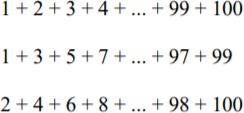 1 + 2 + 3 + 4 + ... + 99 + 100
1 + 3 + 5 + 7 + ... + 97 + 99
2 + 4 + 6 + 8 + ... + 98 + 100